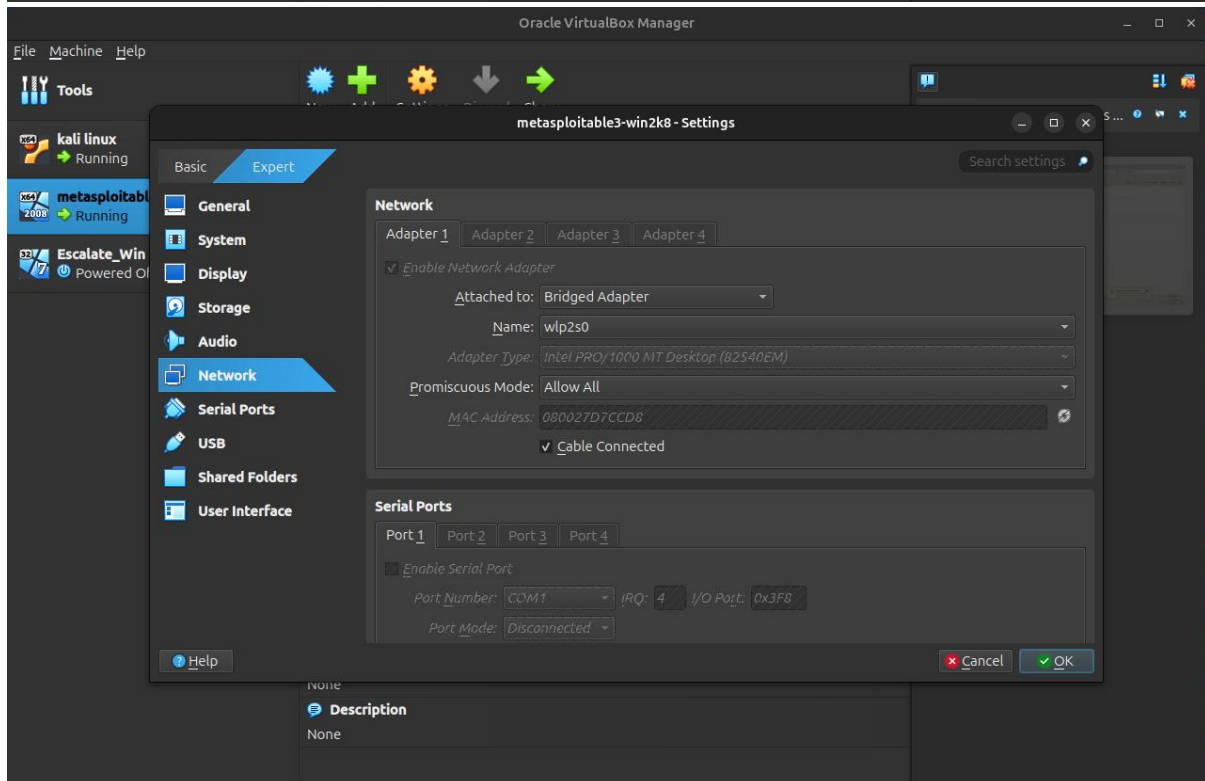 Oracle VirtualBox Manager
File Machine Help
Tools
kali linux
Running
metasploitabl
Running
Escalate_Win
Powered Of
metasploitable3-win2k8 - Settings
Basic Expert
Search settings
General
System
Display
Storage
Audio
Network
Serial Ports
USB
Shared Folders
User Interface
Network
Adapter 1 Adapter 2 Adapter 3 Adapter 4
Enable Network Adapter
Attached to: Bridged Adapter
Name: wlp2s0
Adapter Type: Intel PRO/1000 MT Desktop (82540EM)
Promiscuous Mode: Allow All
MAC Address: 080027D7CCD8
Cable Connected
Serial Ports
Port 1 Port 2 Port 3 Port 4
Enable Serial Port
Port Number: COM1 IRQ: 4 I/O Port: 0x3F8
Port Mode: Disconnected
Help Cancel OK
None
Description
None